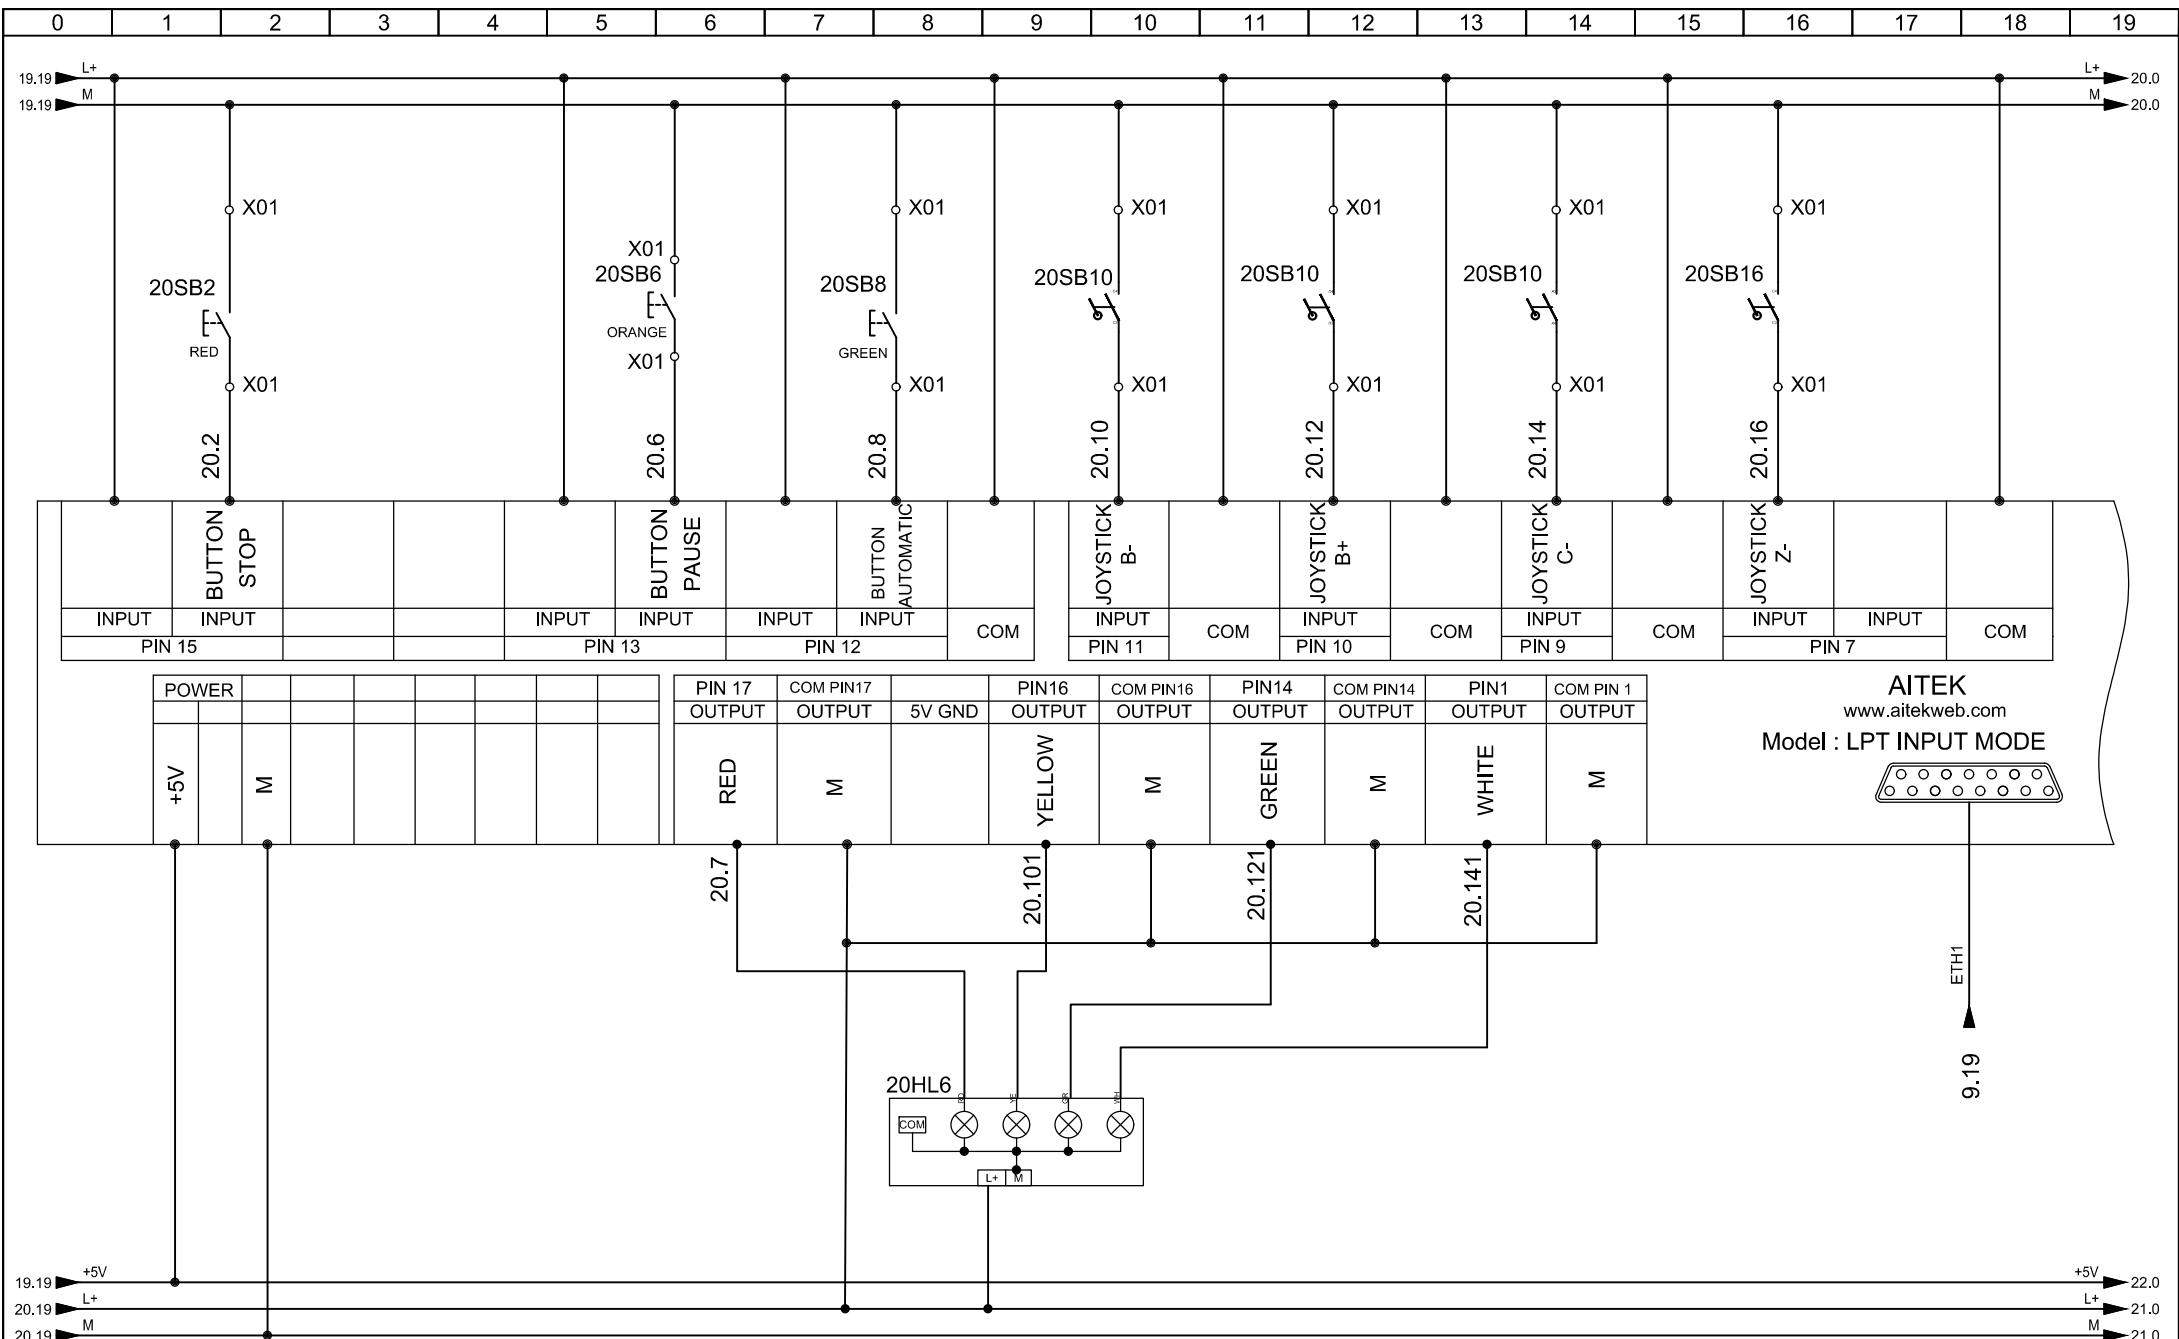 0 1 2 3 4 5 6 7 8 9 10 11 12 13 14 15 16 17 18 19
19.19 L+ L+ 20.0
19.19 M M 20.0
X01 X01 X01 X01 X01 X01
X01
20SB2 20SB6 20SB8 20SB10 20SB10 20SB10 20SB16
RED ORANGE GREEN
X01
X01 X01 X01 X01 X01 X01
20.2 20.6 20.8 20.10 20.12 20.14 20.16
BUTTON STOP
BUTTON PAUSE
BUTTON AUTOMATIC
JOYSTICK B-
JOYSTICK B+
JOYSTICK C-
JOYSTICK Z-
INPUT INPUT INPUT INPUT INPUT INPUT COM INPUT COM INPUT COM INPUT COM INPUT INPUT COM
PIN 15 PIN 13 PIN 12 PIN 11 PIN 10 PIN 9 PIN 7
POWER PIN 17 COM PIN17 PIN16 COM PIN16 PIN14 COM PIN14 PIN1 COM PIN 1
OUTPUT OUTPUT 5V GND OUTPUT OUTPUT OUTPUT OUTPUT OUTPUT OUTPUT
+5V M RED M YELLOW M GREEN M WHITE M
AITEK
www.aitekweb.com
Model : LPT INPUT MODE
20.7 20.101 20.121 20.141
ETH1
9.19
20HL6
RD YE GR WH
COM
L+ M
19.19 +5V +5V 22.0
20.19 L+ L+ 21.0
20.19 M M 21.0